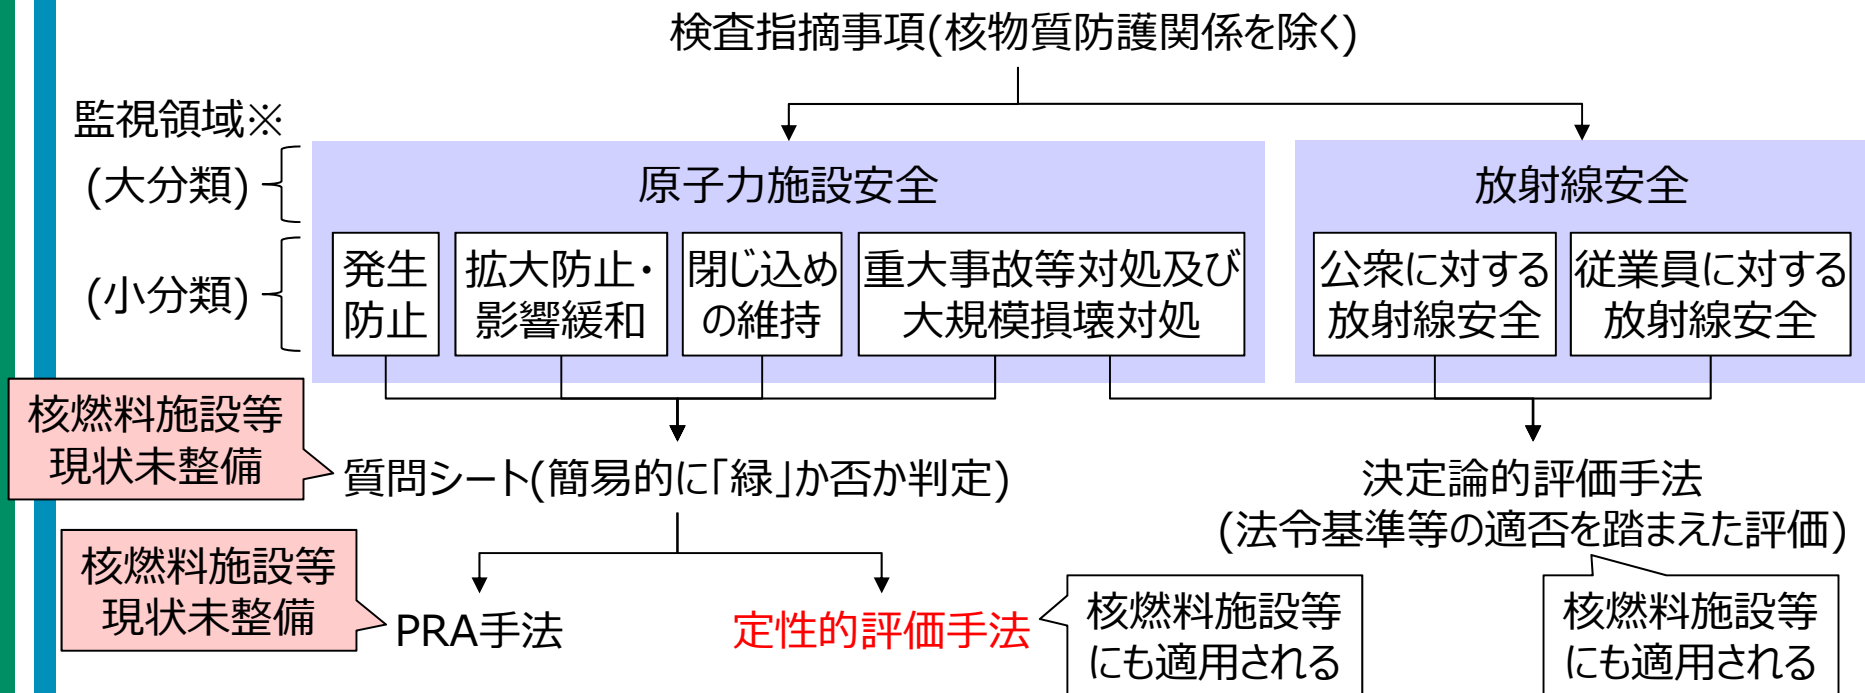 検査指摘事項(核物質防護関係を除く)
監視領域※
(大分類)
原子力施設安全
放射線安全
(小分類)
発生
防止
拡大防止・
影響緩和
閉じ込め
の維持
重大事故等対処及び
大規模損壊対処
公衆に対する
放射線安全
従業員に対する
放射線安全
核燃料施設等
現状未整備
質問シート(簡易的に「緑」か否か判定)
決定論的評価手法
(法令基準等の適否を踏まえた評価)
核燃料施設等
現状未整備
PRA手法
定性的評価手法
核燃料施設等
にも適用される
核燃料施設等
にも適用される